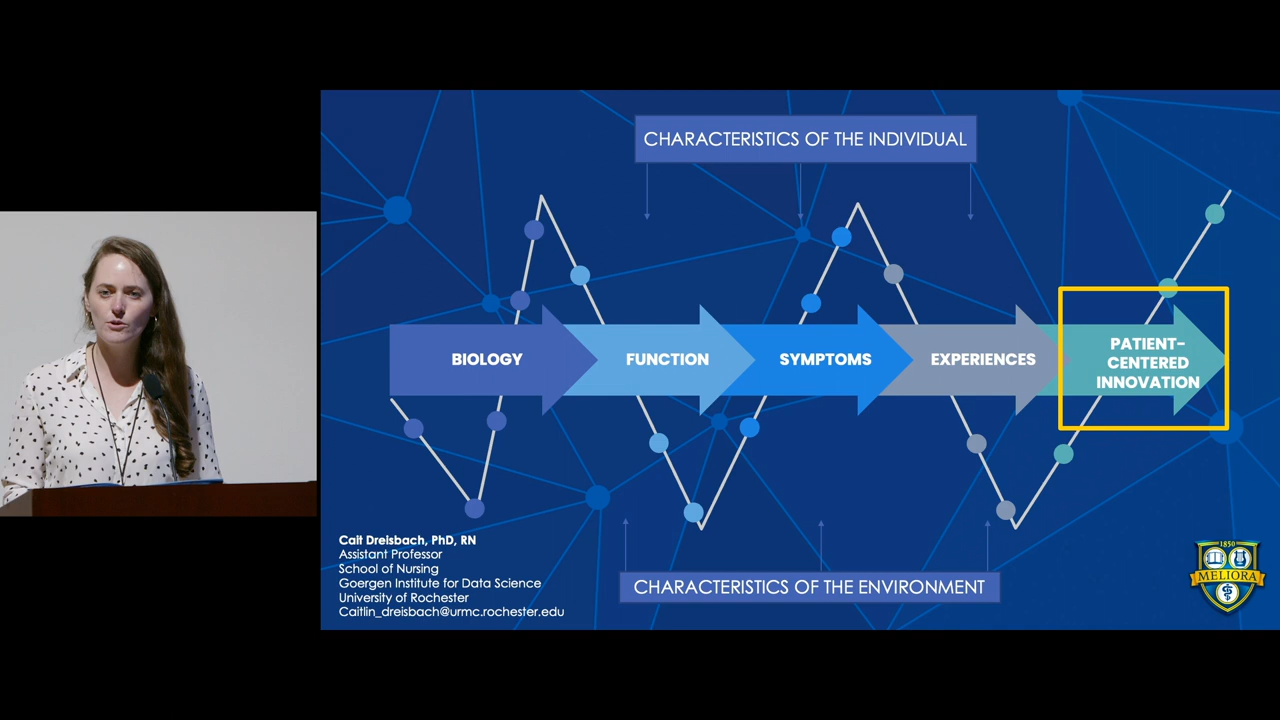 CHARACTERISTICS OF THE INDIVIDUAL
BIOLOGY
FUNCTION
SYMPTOMS
EXPERIENCES
PATIENT-
CENTERED
INNOVATION
CHARACTERISTICS OF THE ENVIRONMENT
Cait Dreisbach, PhD, RN
Assistant Professor
School of Nursing
Goergen Institute for Data Science
University of Rochester
Caitlin_dreisbach@urmc.rochester.edu
1850
MELIORA